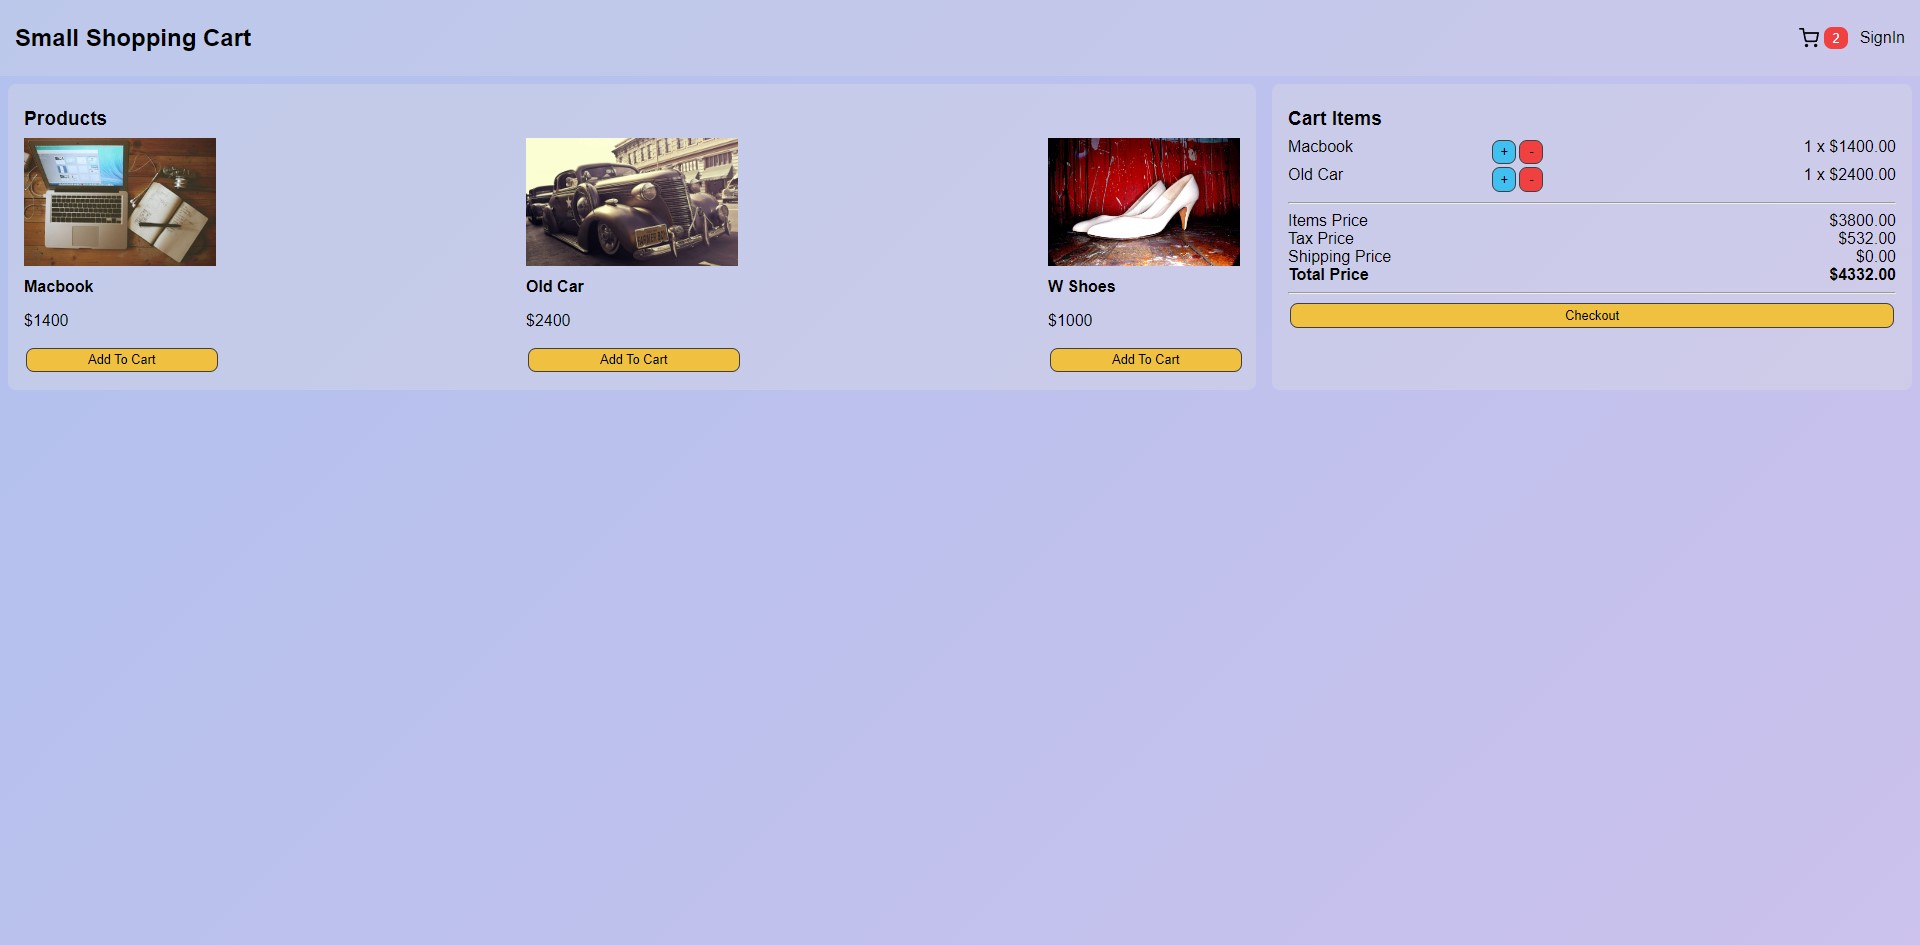 Small Shopping Cart
2 SignIn
Products
Macbook
$1400
Add To Cart
Old Car
$2400
Add To Cart
W Shoes
$1000
Add To Cart
Cart Items
Macbook + - 1 x $1400.00
Old Car + - 1 x $2400.00
Items Price $3800.00
Tax Price $532.00
Shipping Price $0.00
Total Price $4332.00
Checkout